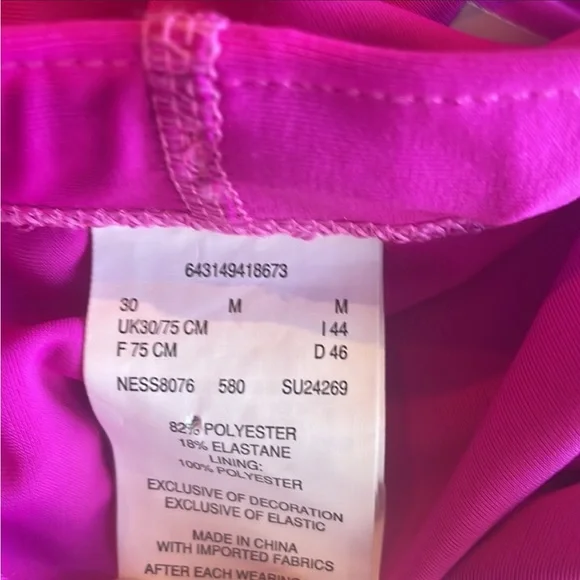 643149418673
30 M M
UK30/75 CM I 44
F 75 CM D 46
NESS8076 580 SU24269
82% POLYESTER
18% ELASTANE
LINING:
100% POLYESTER
EXCLUSIVE OF DECORATION
EXCLUSIVE OF ELASTIC
MADE IN CHINA
WITH IMPORTED FABRICS
AFTER EACH WEARING